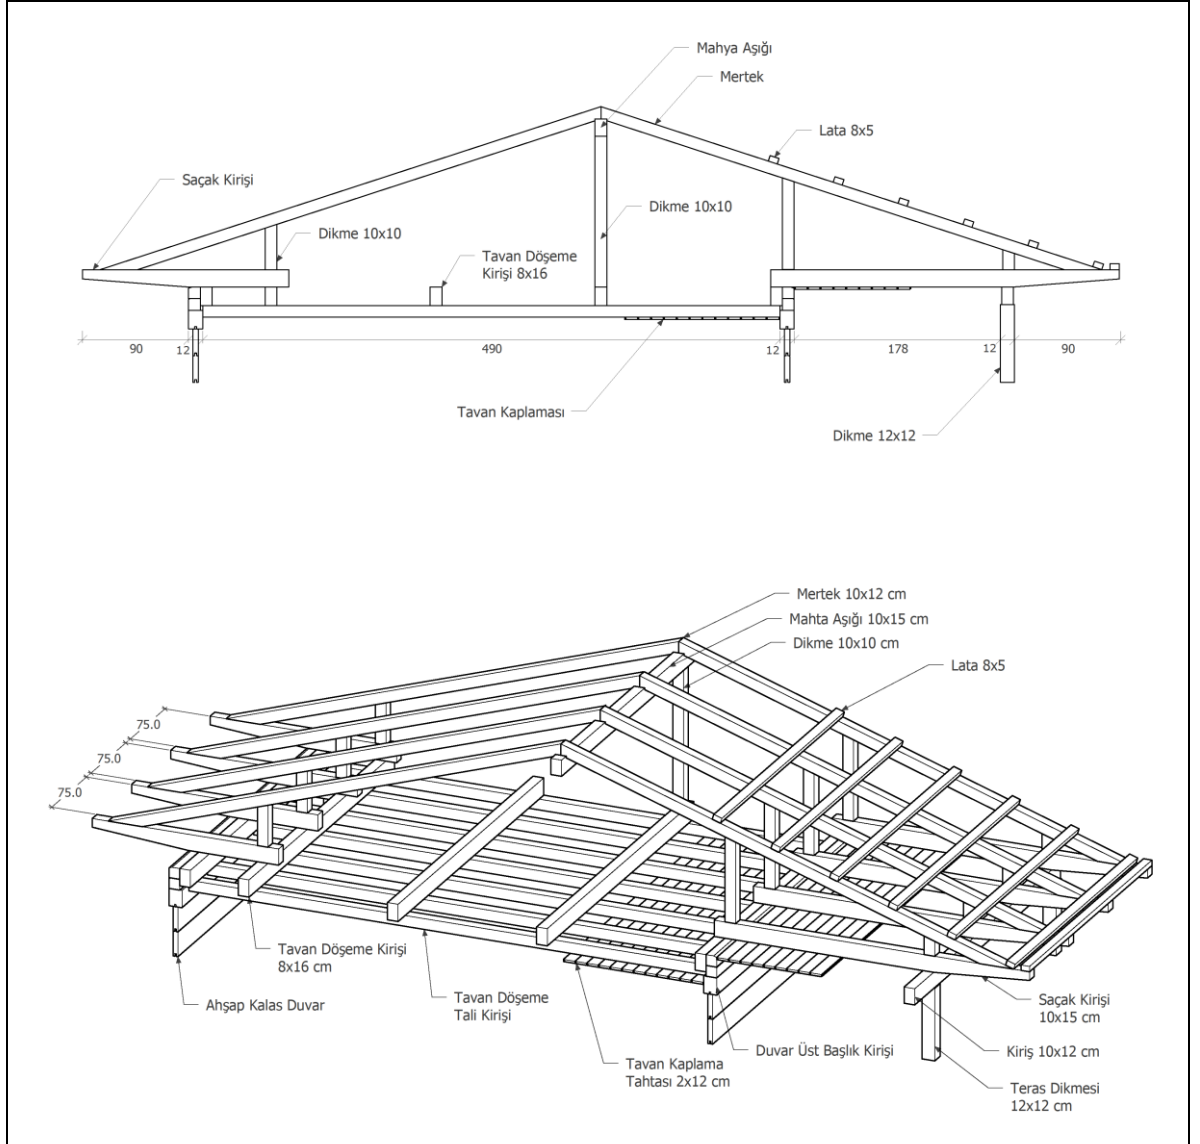 Mahya Aşığı
Mertek
Lata 8x5
Saçak Kirişi
Dikme 10x10
Dikme 10x10
Tavan Döşeme
Kirişi 8x16
90
12
490
12
178
12
90
Tavan Kaplaması
Dikme 12x12
Mertek 10x12 cm
Mahta Aşığı 10x15 cm
Dikme 10x10 cm
Lata 8x5
75.0
75.0
75.0
Tavan Döşeme Kirişi
8x16 cm
Ahşap Kalas Duvar
Tavan Döşeme
Tali Kirişi
Tavan Kaplama
Tahtası 2x12 cm
Duvar Üst Başlık Kirişi
Saçak Kirişi
10x15 cm
Kiriş 10x12 cm
Teras Dikmesi
12x12 cm